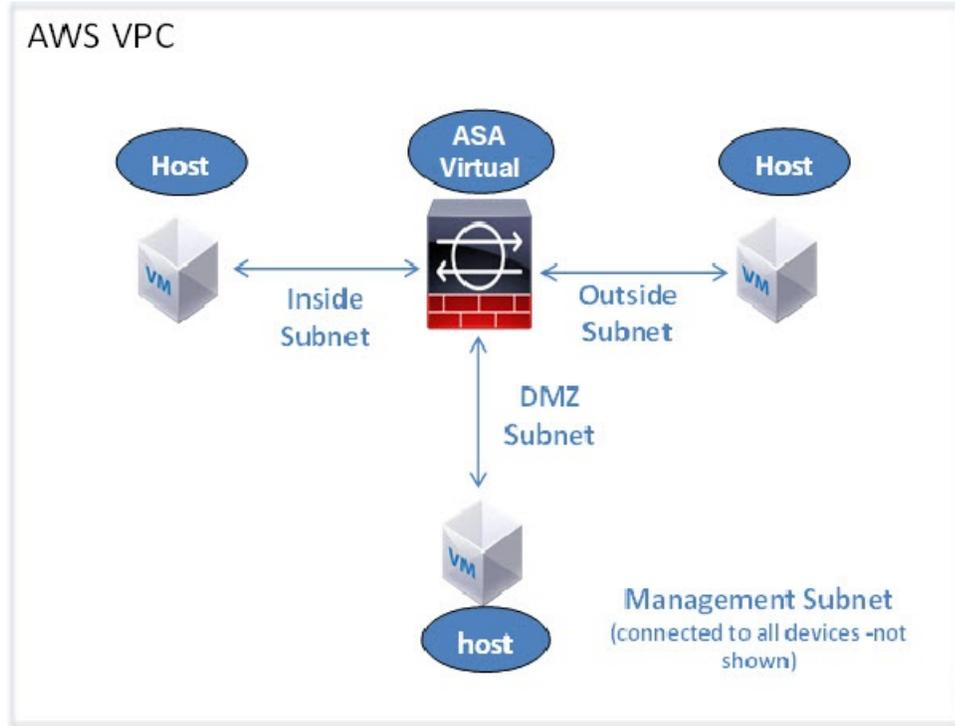 AWS VPC
Host
ASA
Virtual
Host
VM
VM
Inside
Subnet
Outside
Subnet
DMZ
Subnet
VM
host
Management Subnet
(connected to all devices -not
shown)